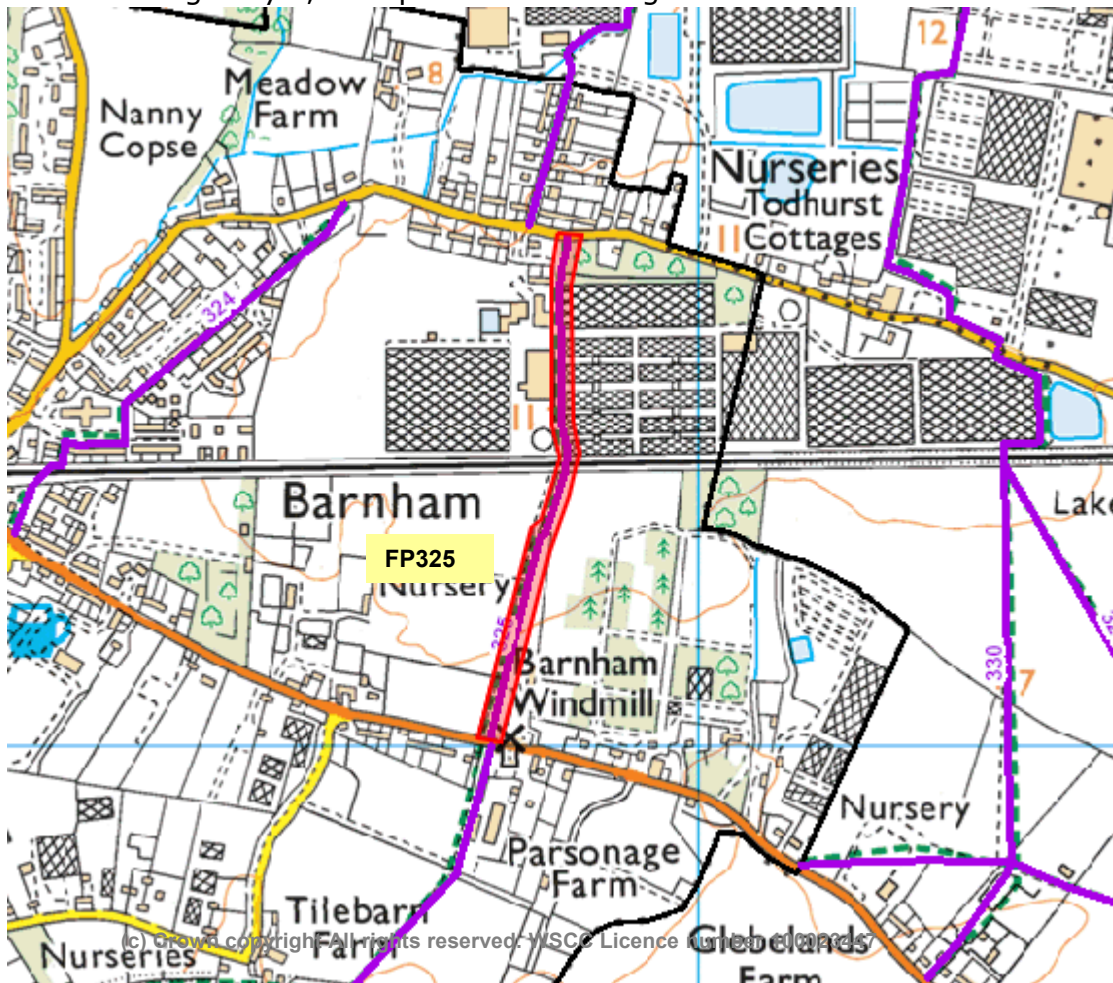 12
8
Meadow
Farm
Nanny
Copse
Nurseries
Todhurst
Cottages
11
324
11
Barnham
Lake
FP325
Nursery
325
Barnham
Windmill
330
7
Nursery
Parsonage
Farm
Tilebarn
Farm
(c) Crown copyright All rights reserved. WSCC Licence number 100023447
Nurseries
Glebelands
Farm